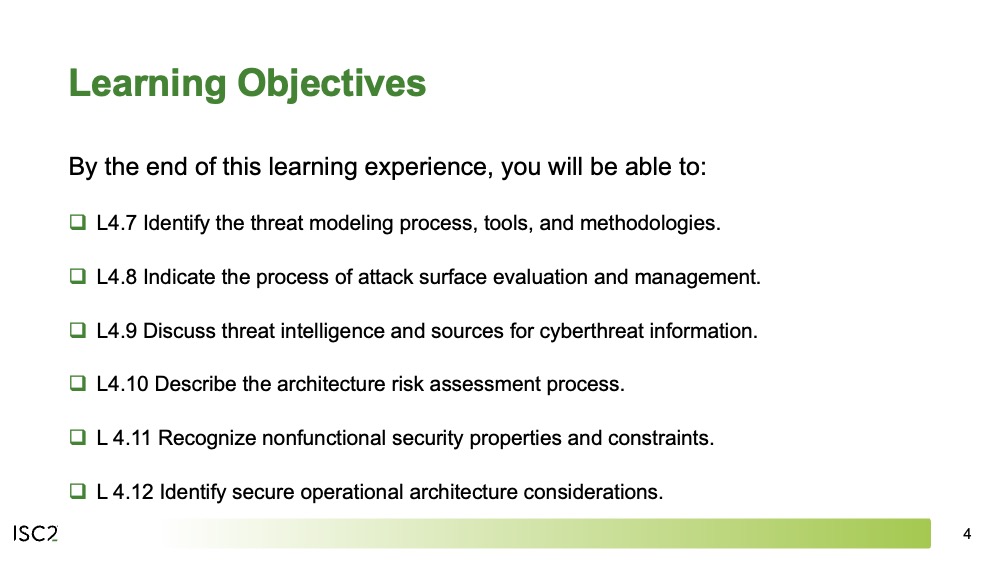 Learning Objectives
By the end of this learning experience, you will be able to:
L4.7 Identify the threat modeling process, tools, and methodologies.
L4.8 Indicate the process of attack surface evaluation and management.
L4.9 Discuss threat intelligence and sources for cyberthreat information.
L4.10 Describe the architecture risk assessment process.
L 4.11 Recognize nonfunctional security properties and constraints.
L 4.12 Identify secure operational architecture considerations.
ISC2
4